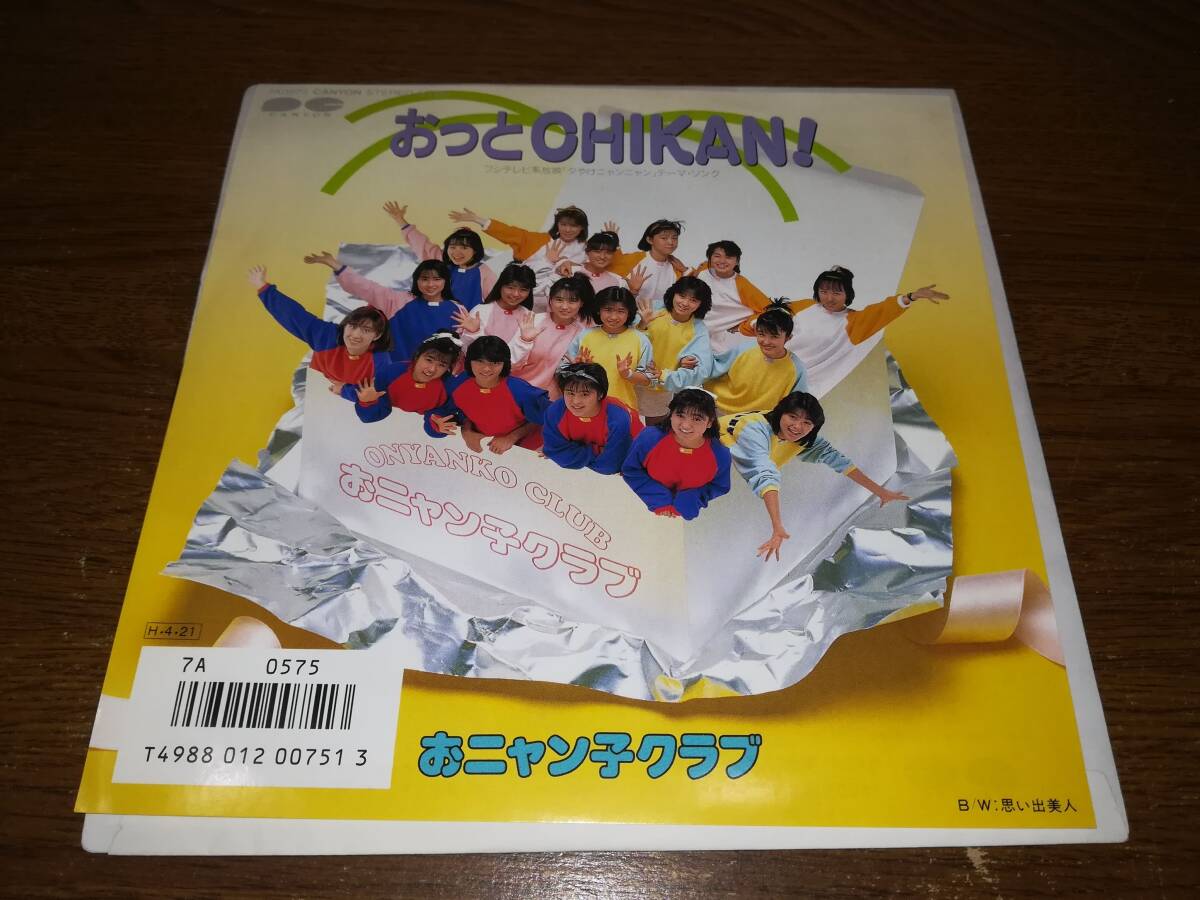 CANYON STEREO
CANYON
おっとCHIKAN!
フジテレビ系放映「夕やけニャンニャン」テーマ・ソング
ONYANKO CLUB
おニャン子クラブ
H・4・21
7A 0575
T4988 012 00751 3
おニャン子クラブ
B/W:思い出美人